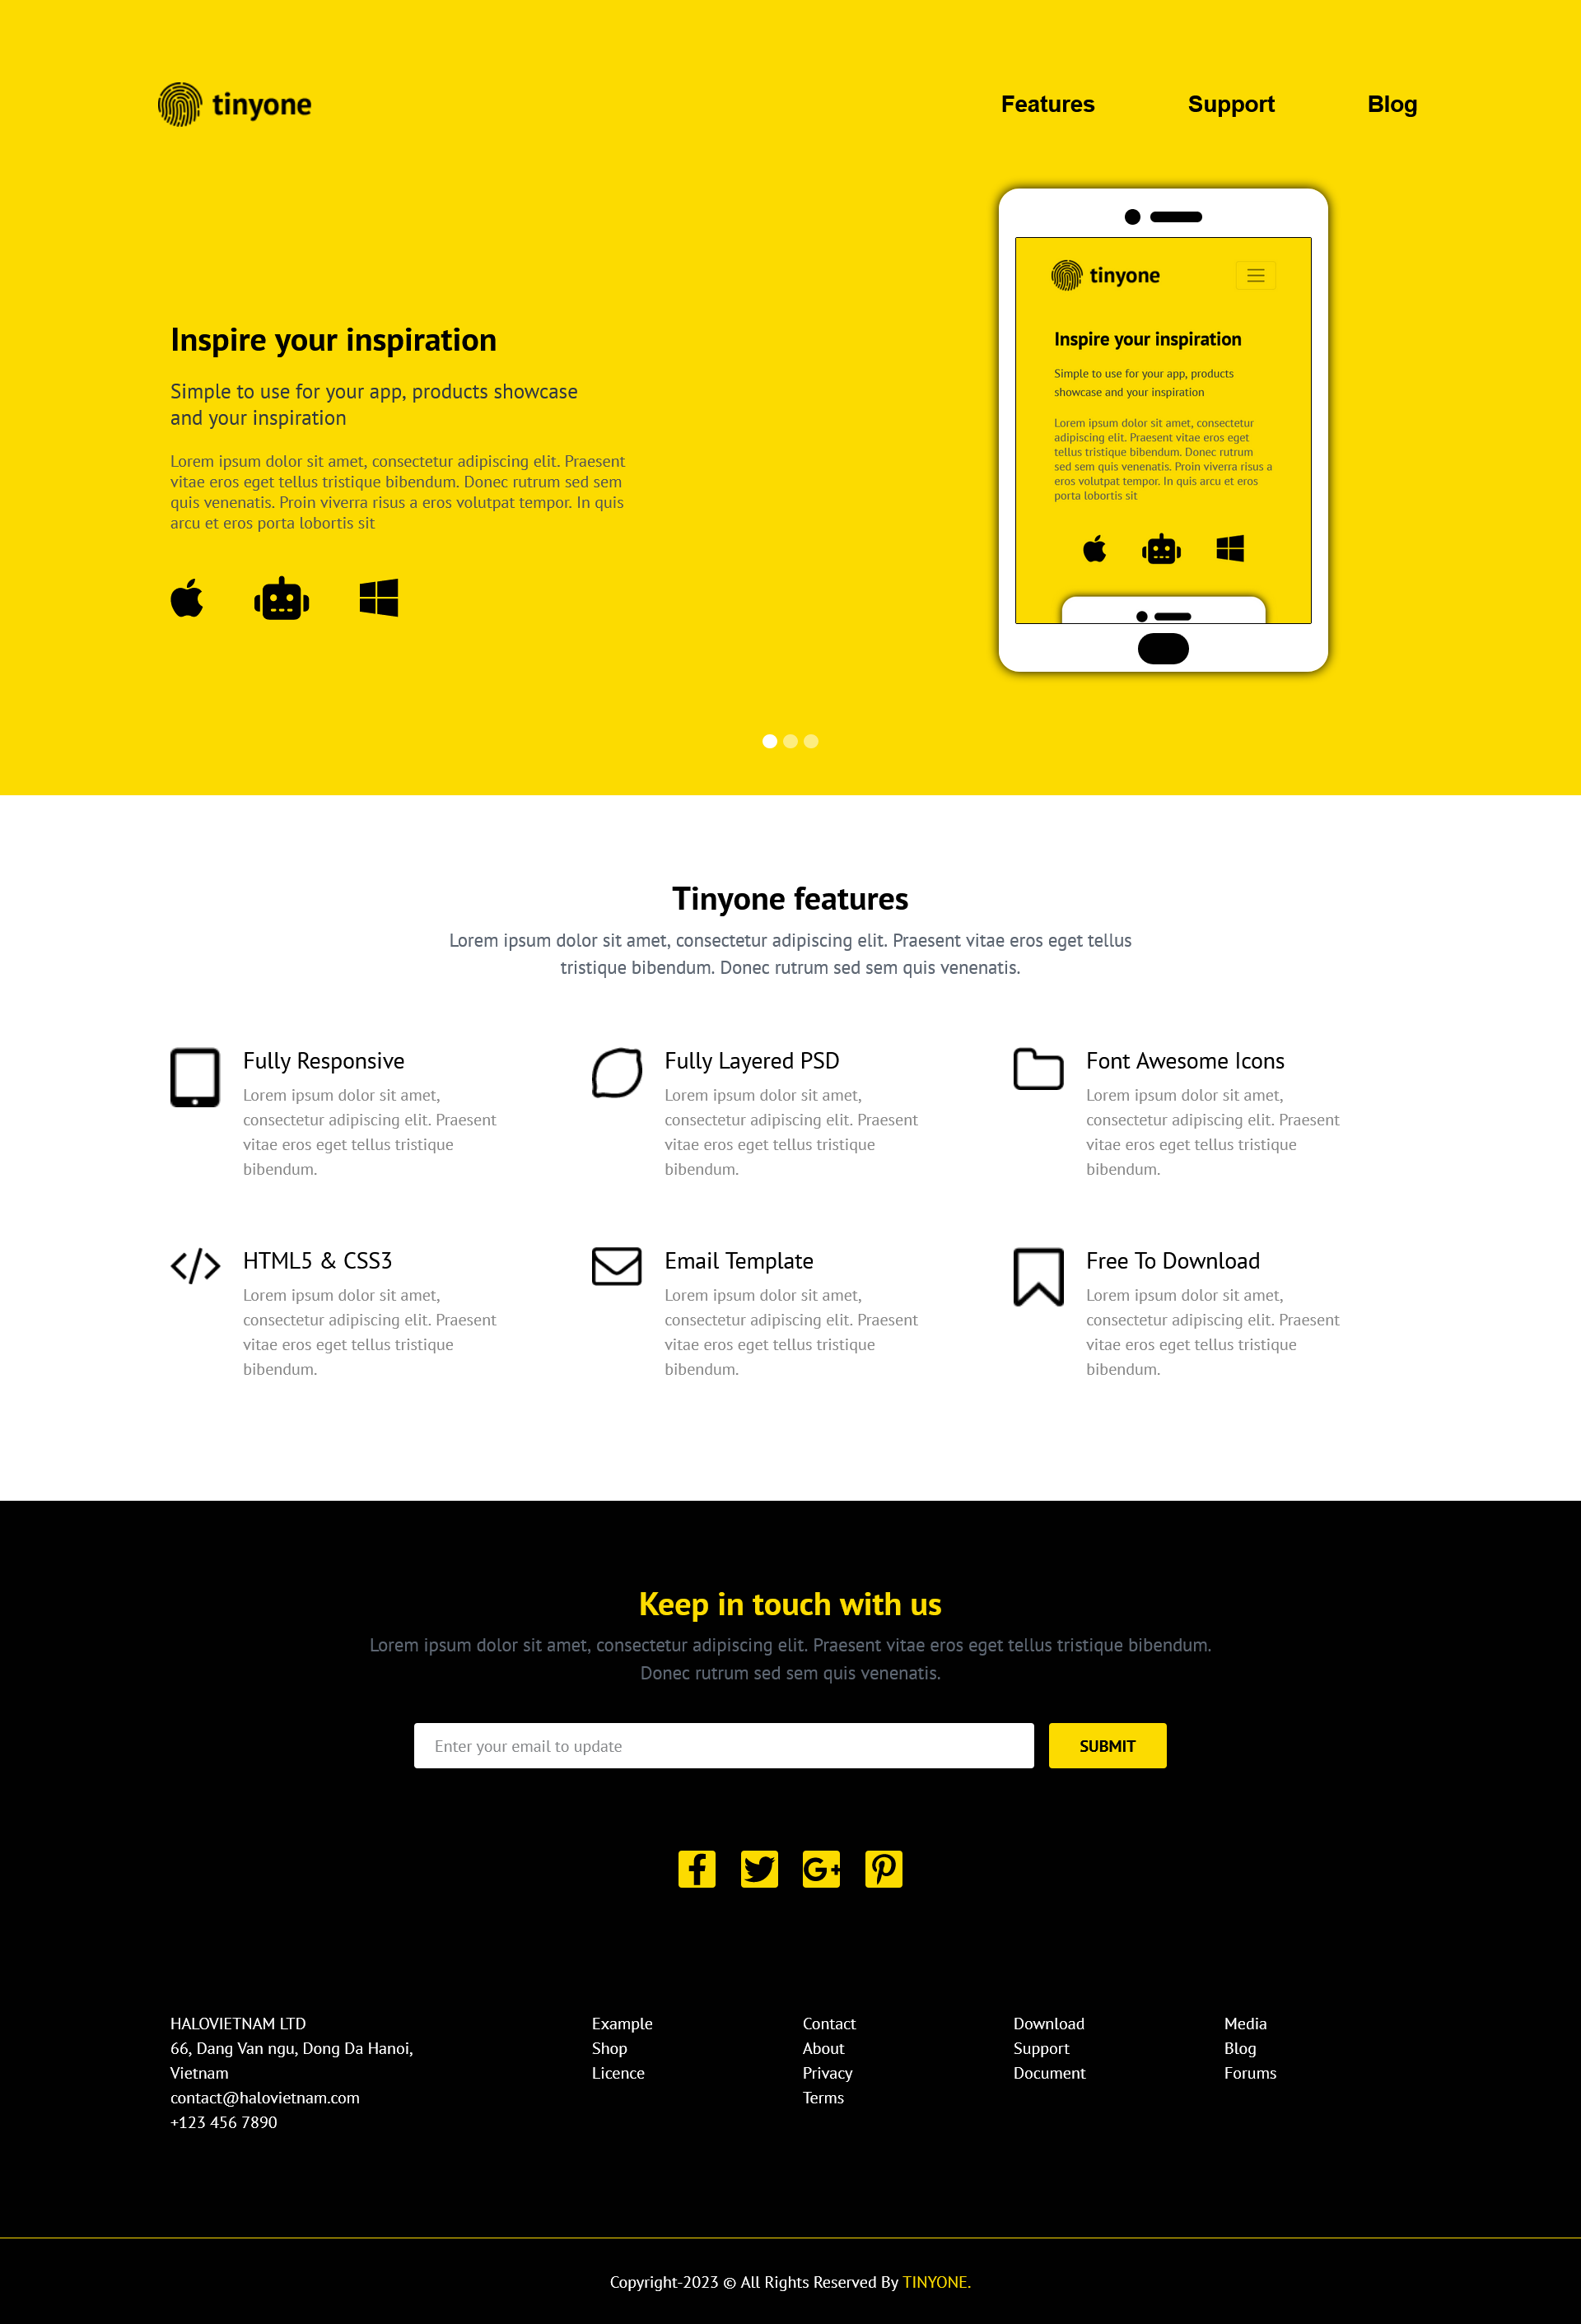 tinyone
Features
Support
Blog
Inspire your inspiration
Simple to use for your app, products showcase
and your inspiration
Lorem ipsum dolor sit amet, consectetur adipiscing elit. Praesent
vitae eros eget tellus tristique bibendum. Donec rutrum sed sem
quis venenatis. Proin viverra risus a eros volutpat tempor. In quis
arcu et eros porta lobortis sit
tinyone
Inspire your inspiration
Simple to use for your app, products
showcase and your inspiration
Lorem ipsum dolor sit amet, consectetur
adipiscing elit. Praesent vitae eros eget
tellus tristique bibendum. Donec rutrum
sed sem quis venenatis. Proin viverra risus a
eros volutpat tempor. In quis arcu et eros
porta lobortis sit
Tinyone features
Lorem ipsum dolor sit amet, consectetur adipiscing elit. Praesent vitae eros eget tellus
tristique bibendum. Donec rutrum sed sem quis venenatis.
Fully Responsive
Lorem ipsum dolor sit amet,
consectetur adipiscing elit. Praesent
vitae eros eget tellus tristique
bibendum.
Fully Layered PSD
Lorem ipsum dolor sit amet,
consectetur adipiscing elit. Praesent
vitae eros eget tellus tristique
bibendum.
Font Awesome Icons
Lorem ipsum dolor sit amet,
consectetur adipiscing elit. Praesent
vitae eros eget tellus tristique
bibendum.
HTML5 & CSS3
Lorem ipsum dolor sit amet,
consectetur adipiscing elit. Praesent
vitae eros eget tellus tristique
bibendum.
Email Template
Lorem ipsum dolor sit amet,
consectetur adipiscing elit. Praesent
vitae eros eget tellus tristique
bibendum.
Free To Download
Lorem ipsum dolor sit amet,
consectetur adipiscing elit. Praesent
vitae eros eget tellus tristique
bibendum.
Keep in touch with us
Lorem ipsum dolor sit amet, consectetur adipiscing elit. Praesent vitae eros eget tellus tristique bibendum.
Donec rutrum sed sem quis venenatis.
Enter your email to update
SUBMIT
HALOVIETNAM LTD
66, Dang Van ngu, Dong Da Hanoi,
Vietnam
contact@halovietnam.com
+123 456 7890
Example
Shop
Licence
Contact
About
Privacy
Terms
Download
Support
Document
Media
Blog
Forums
Copyright-2023 © All Rights Reserved By TINYONE.